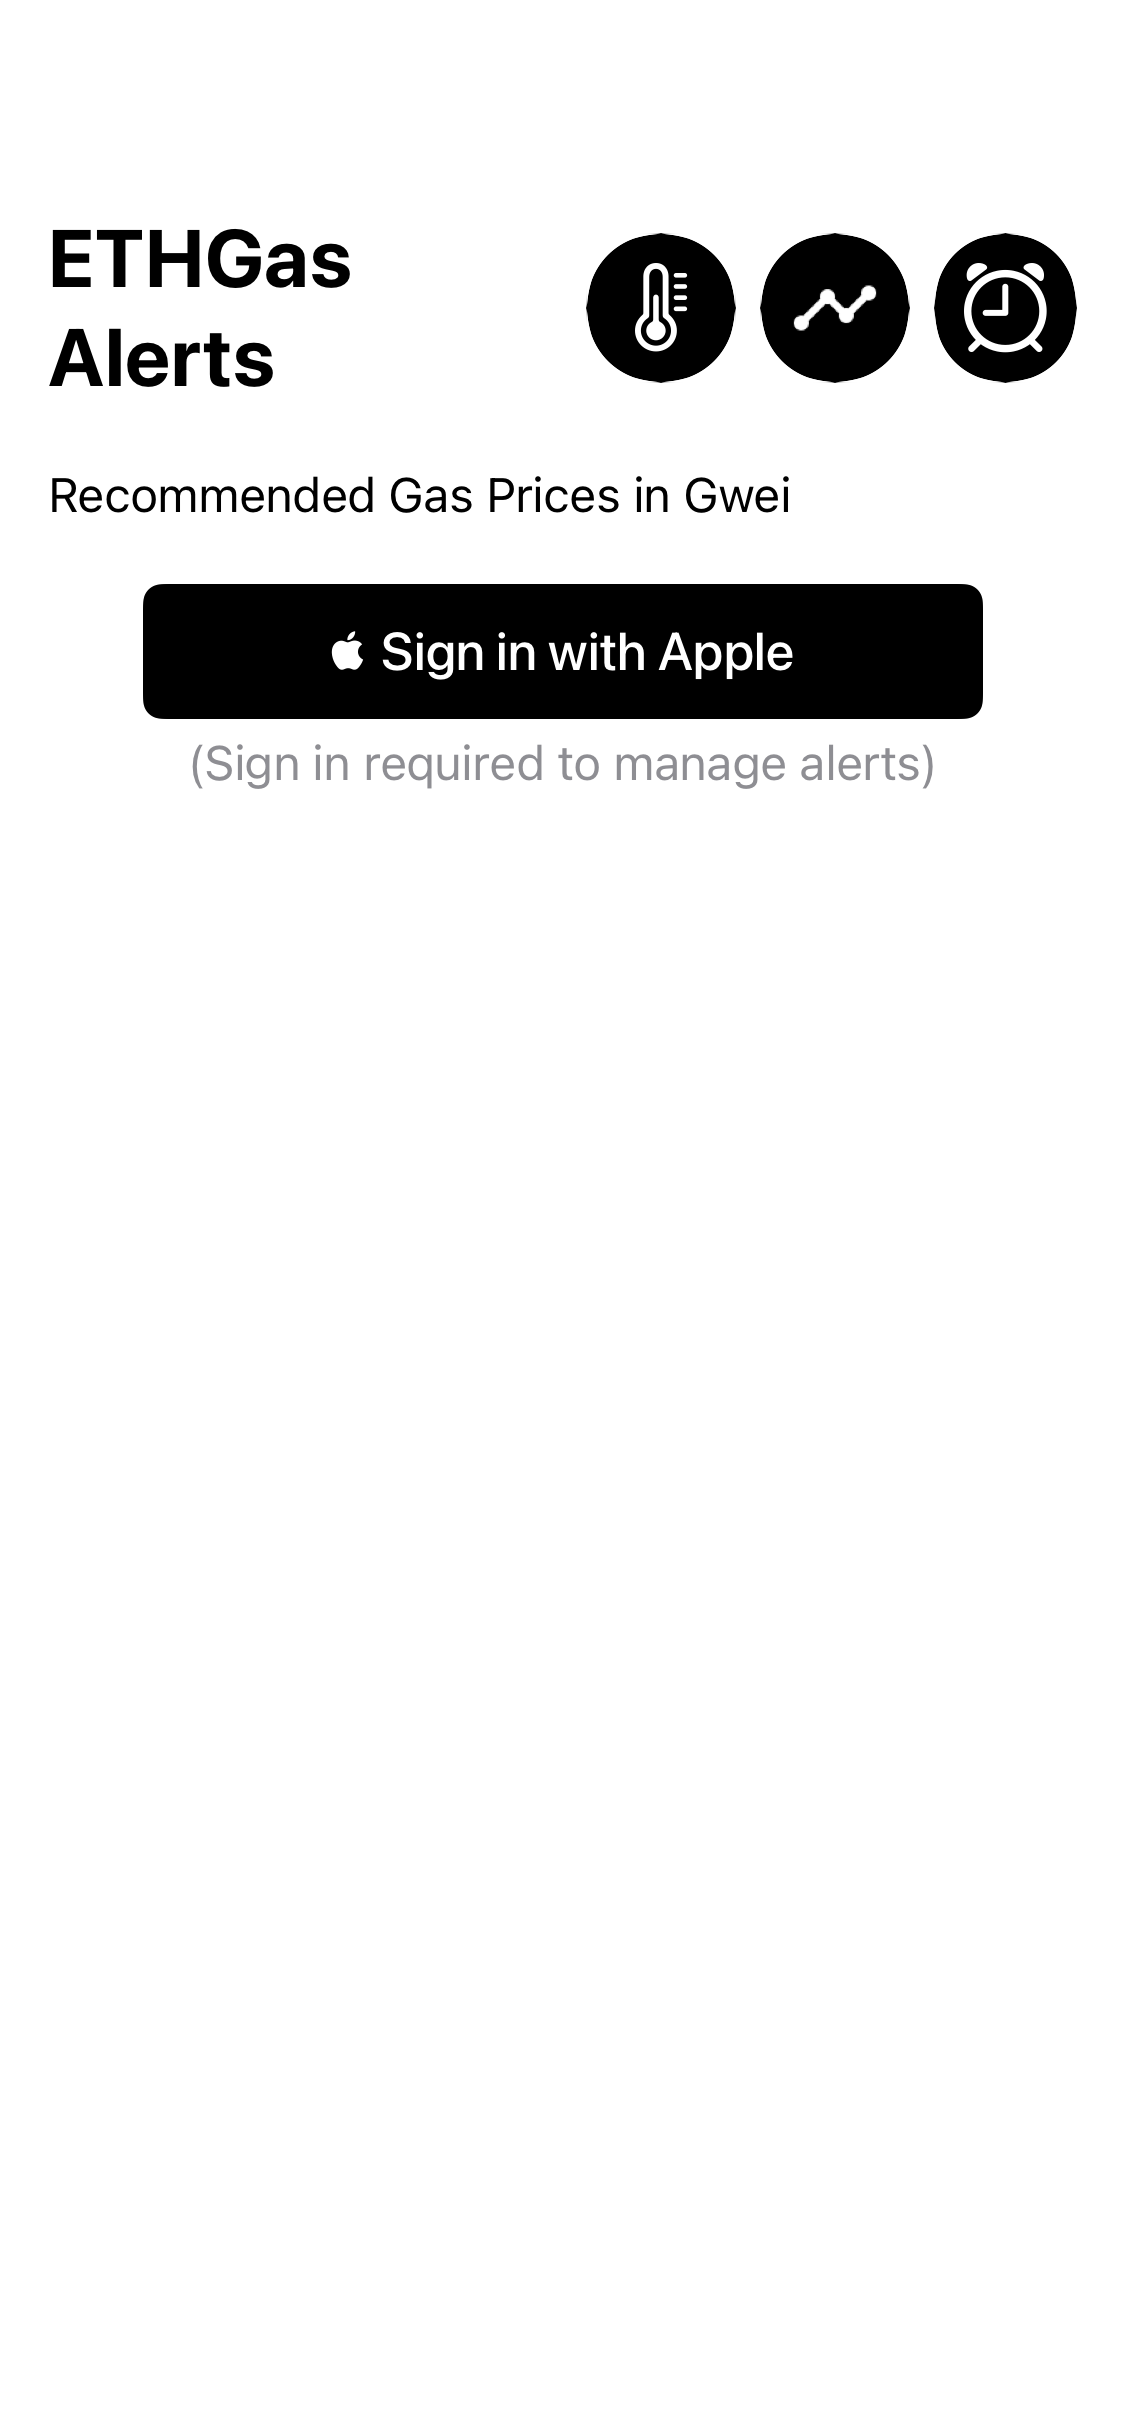 ETHGas
Alerts
Recommended Gas Prices in Gwei
Sign in with Apple
(Sign in required to manage alerts)